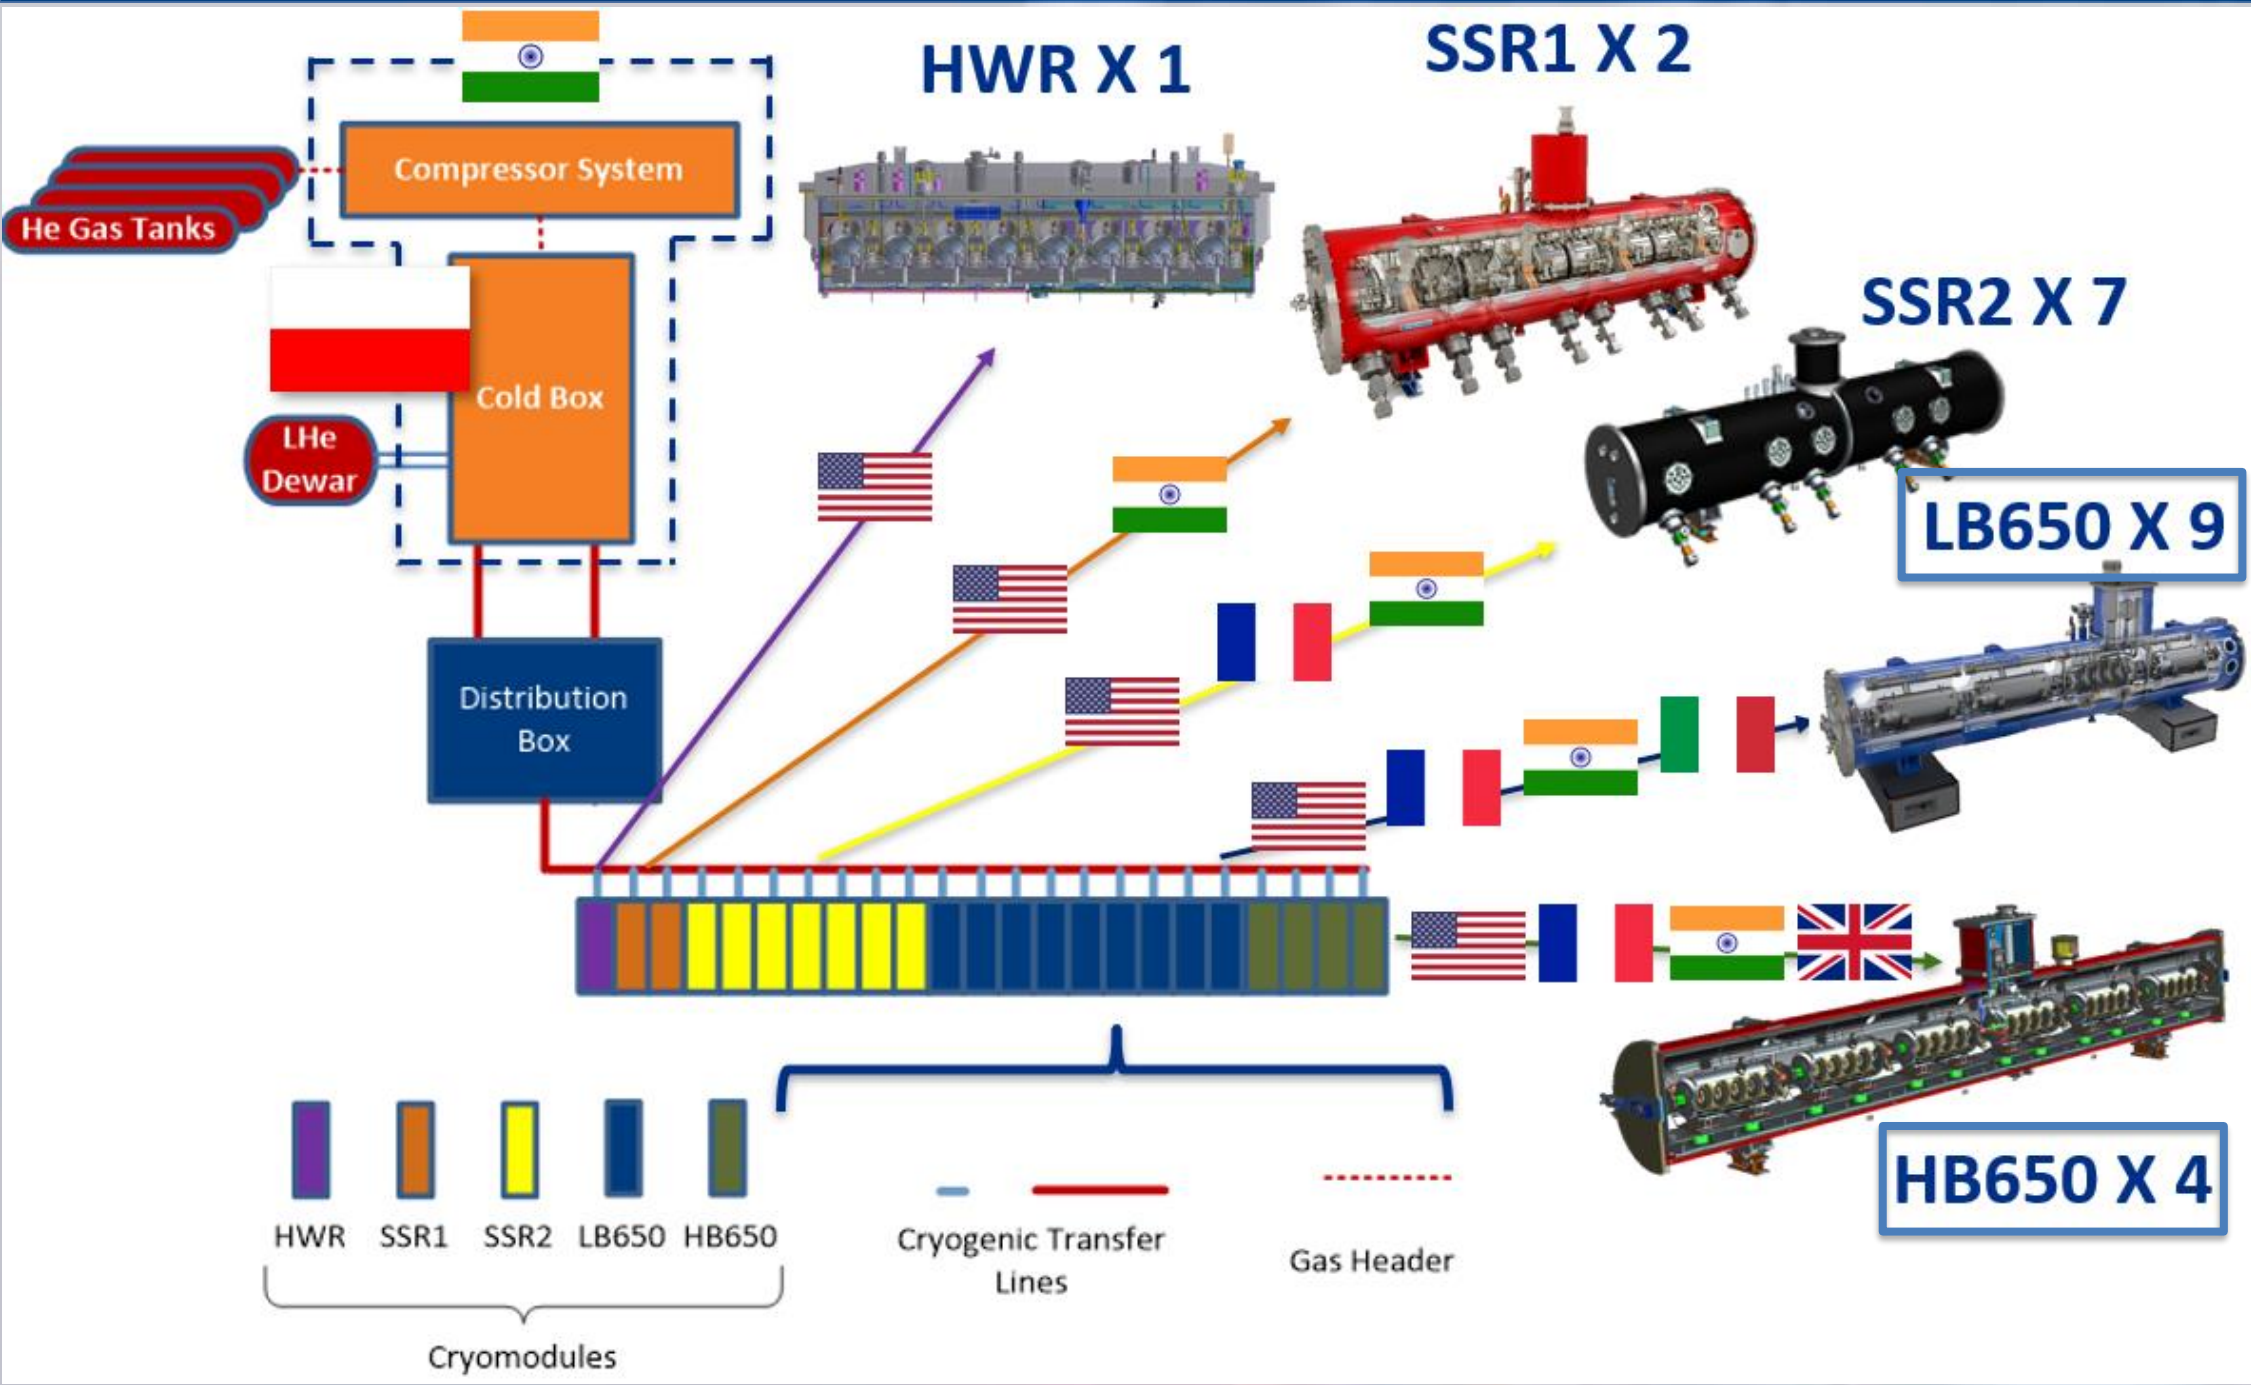 HWR X 1
SSR1 X 2
Compressor System
He Gas Tanks
SSR2 X 7
Cold Box
LHe
Dewar
LB650 X 9
Distribution
Box
HB650 X 4
HWR
SSR1
SSR2
LB650
HB650
Cryogenic Transfer
Lines
Gas Header
Cryomodules